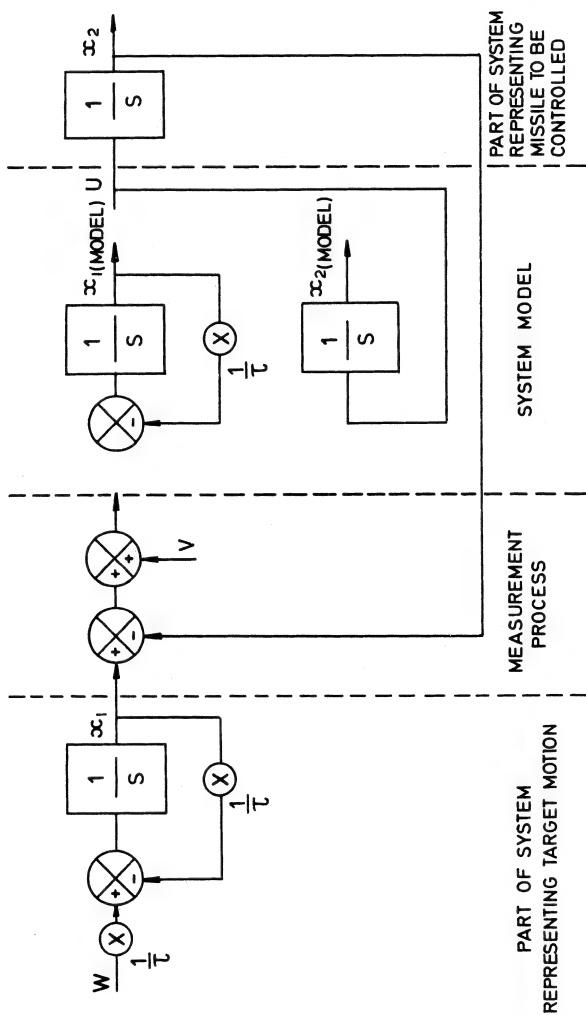 W
X
1/τ
+
-
1/S
x₁
X
1/τ
PART OF SYSTEM
REPRESENTING TARGET MOTION
+
-
+
+
V
MEASUREMENT
PROCESS
-
1/S
x₁(MODEL)
X
1/τ
1/S
x₂(MODEL)
SYSTEM MODEL
U
1/S
x₂
PART OF SYSTEM
REPRESENTING
MISSILE TO BE
CONTROLLED